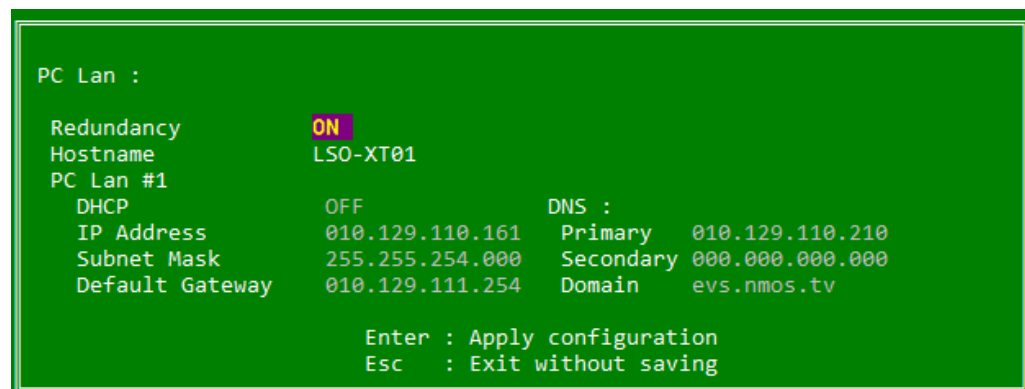 PC Lan :
Redundancy ON
Hostname LSO-XT01
PC Lan #1
DHCP OFF DNS :
IP Address 010.129.110.161 Primary 010.129.110.210
Subnet Mask 255.255.254.000 Secondary 000.000.000.000
Default Gateway 010.129.111.254 Domain evs.nmos.tv
Enter : Apply configuration
Esc : Exit without saving